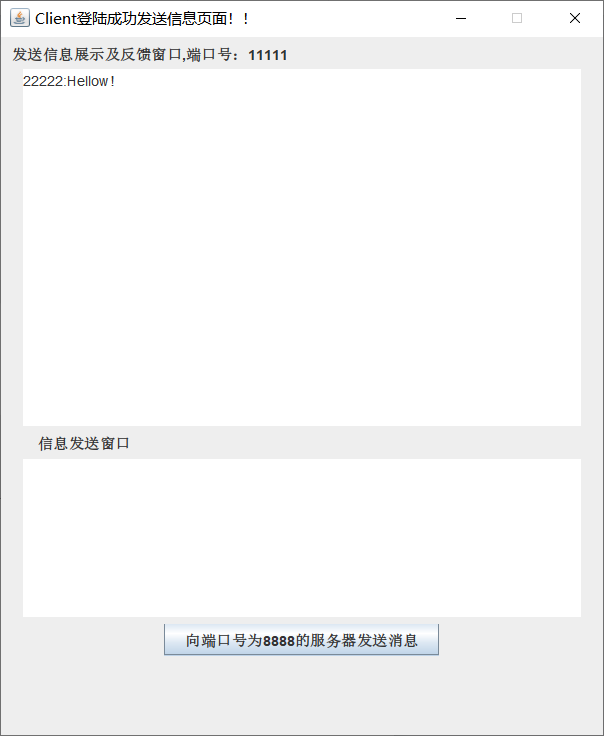 Client登陆成功发送信息页面！！
发送信息展示及反馈窗口,端口号：11111
22222:Hellow！
信息发送窗口
向端口号为8888的服务器发送消息